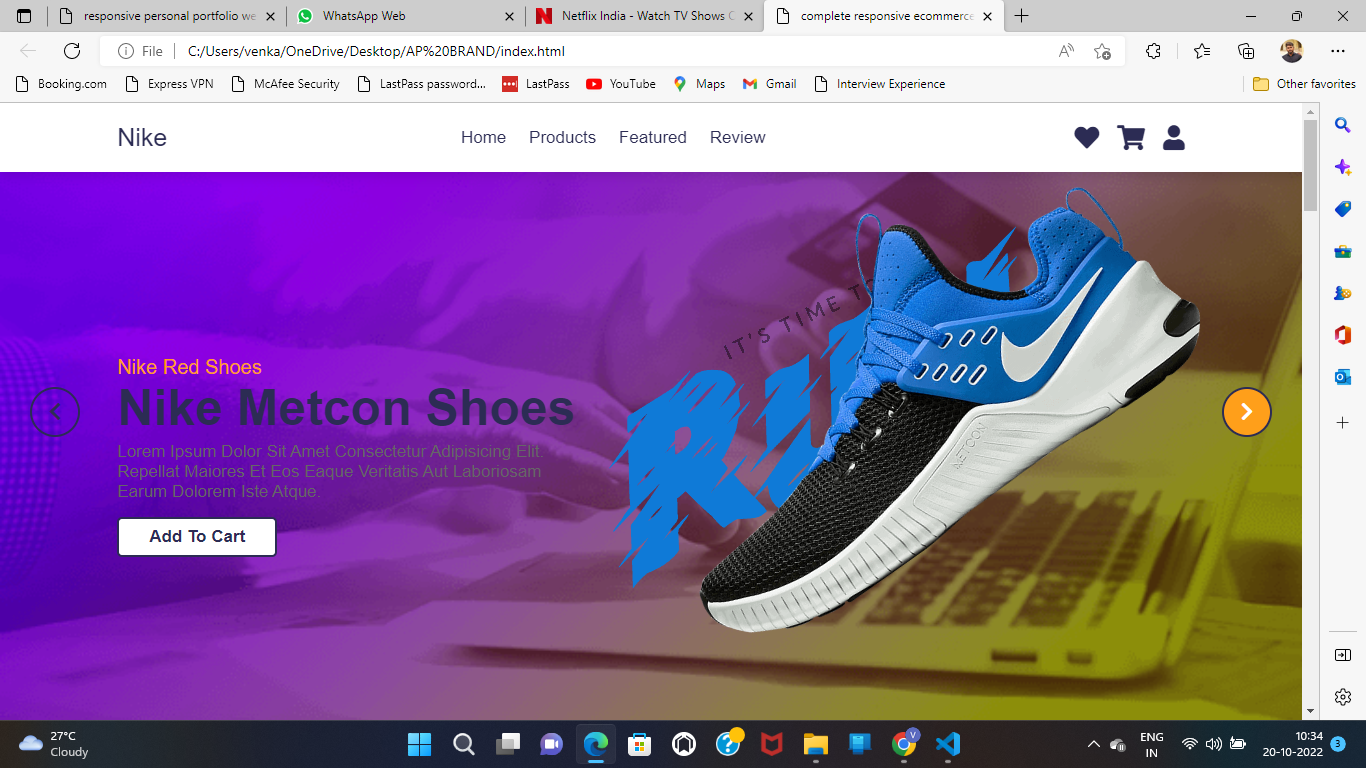 responsive personal portfolio we
WhatsApp Web
Netflix India - Watch TV Shows O
complete responsive ecommerce
File
C:/Users/venka/OneDrive/Desktop/AP%20BRAND/index.html
Booking.com
Express VPN
McAfee Security
LastPass password...
LastPass
YouTube
Maps
Gmail
Interview Experience
Other favorites
Nike
Home
Products
Featured
Review
IT'S TIME TO
Nike Red Shoes
Nike Metcon Shoes
Lorem Ipsum Dolor Sit Amet Consectetur Adipisicing Elit.
Repellat Maiores Et Eos Eaque Veritatis Aut Laboriosam
Earum Dolorem Iste Atque.
Add To Cart
METCON
27°C
Cloudy
ENG
IN
10:34
20-10-2022
3